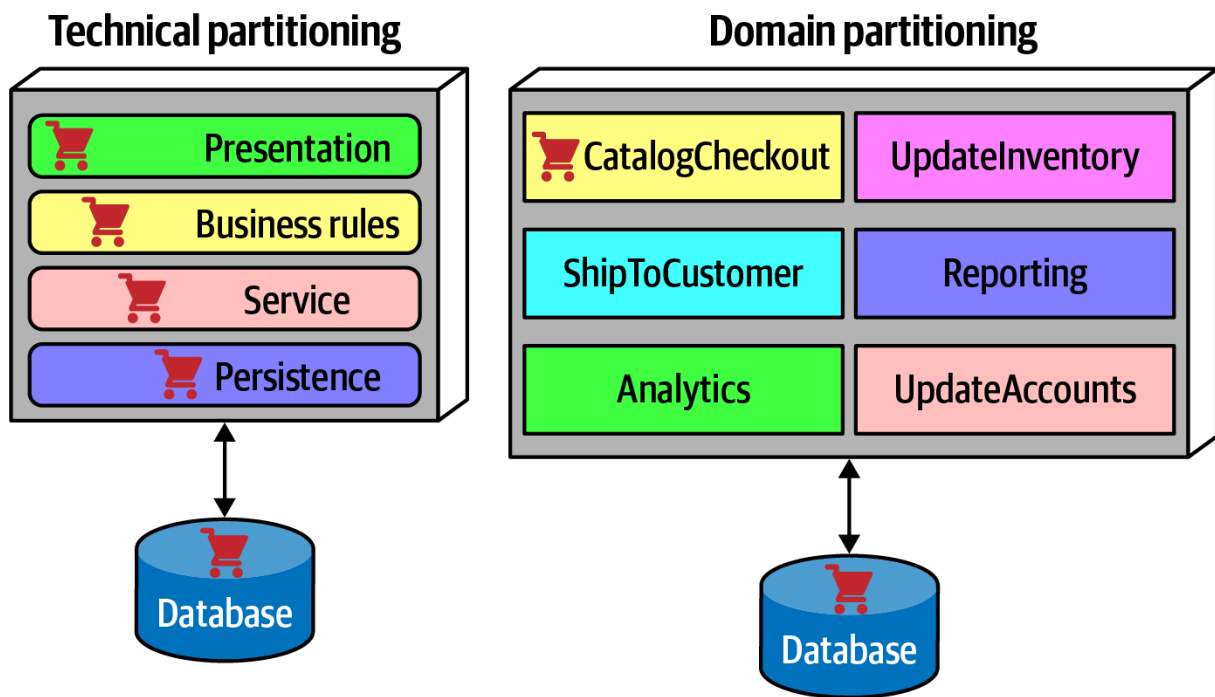 Technical partitioning
Presentation
Business rules
Service
Persistence
Database
Domain partitioning
CatalogCheckout
UpdateInventory
ShipToCustomer
Reporting
Analytics
UpdateAccounts
Database